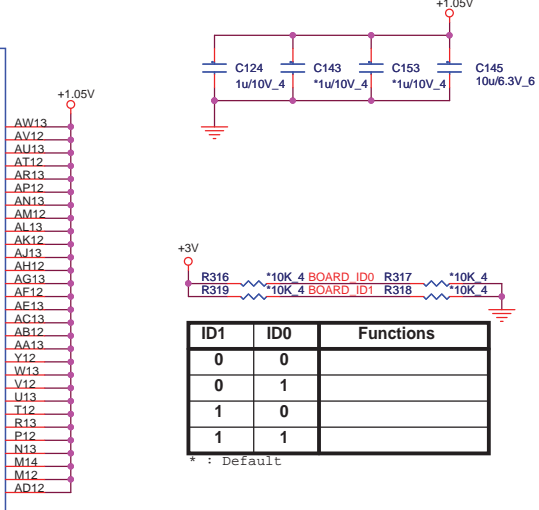 +1.05V
C124
1u/10V_4
C143
*1u/10V_4
C153
*1u/10V_4
C145
10u/6.3V_6
+1.05V
AW13
AV12
AU13
AT12
AR13
AP12
AN13
AM12
AL13
AK12
AJ13
AH12
AG13
AF12
AE13
AC13
AB12
AA13
Y12
W13
V12
U13
T12
R13
P12
N13
M14
M12
AD12
+3V
R316 *10K_4 BOARD_ID0 R317 *10K_4
R319 *10K_4 BOARD_ID1 R318 *10K_4
ID1 ID0 Functions
0 0
0 1
1 0
1 1
* : Default